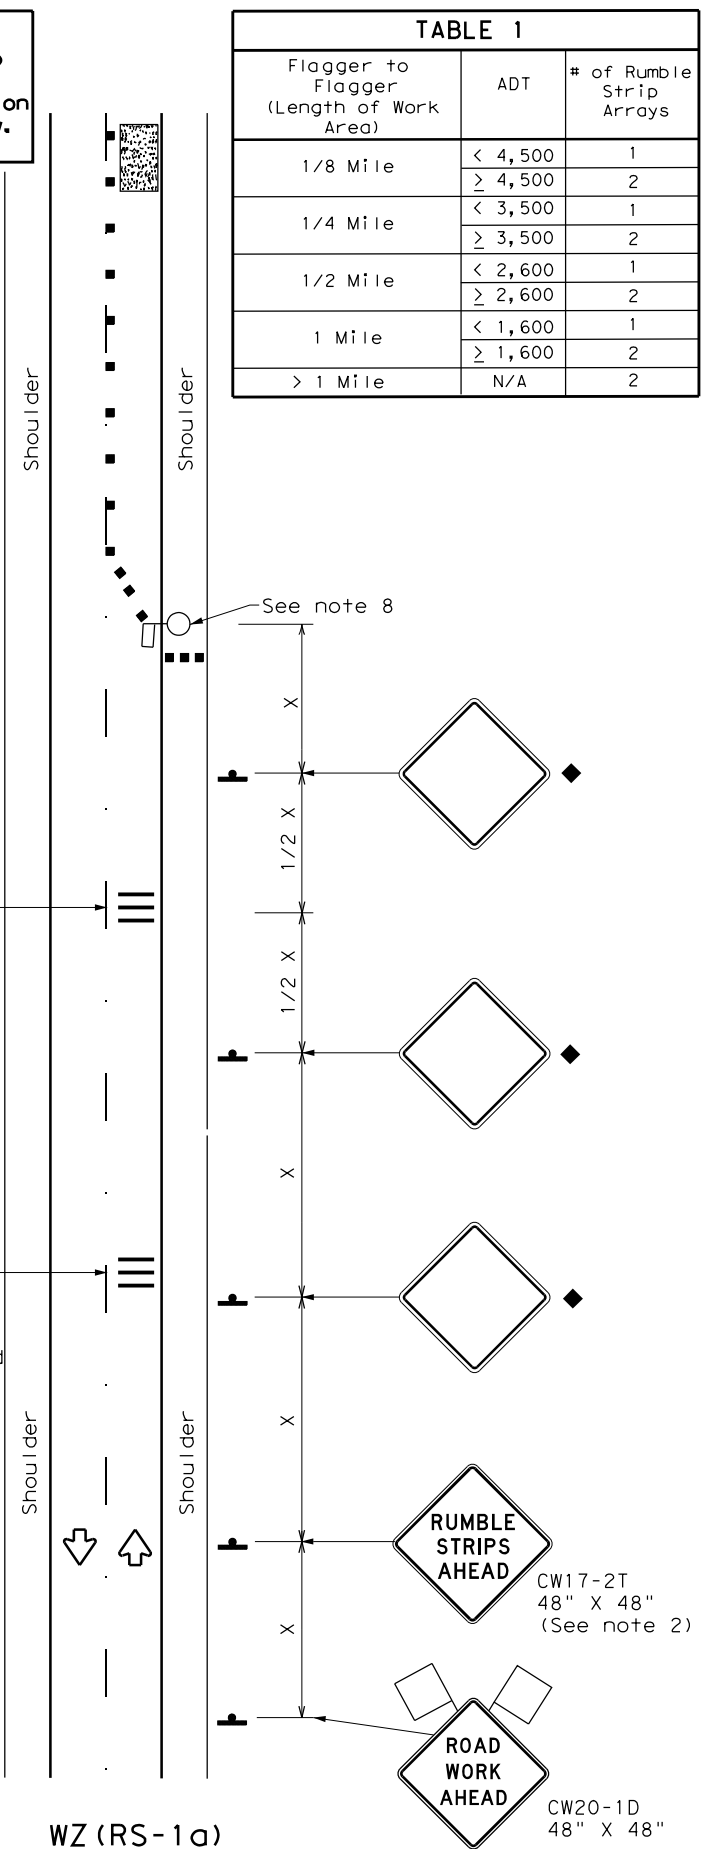 on
TABLE 1
Flagger to
Flagger
(Length of Work
Area)
ADT
# of Rumble
Strip
Arrays
1/8 Mile
< 4,500
1
≥ 4,500
2
1/4 Mile
< 3,500
1
≥ 3,500
2
1/2 Mile
< 2,600
1
≥ 2,600
2
1 Mile
< 1,600
1
≥ 1,600
2
> 1 Mile
N/A
2
Shoulder
Shoulder
See note 8
X
1/2 X
1/2 X
X
X
Shoulder
Shoulder
RUMBLE
STRIPS
AHEAD
CW17-2T
48" X 48"
(See note 2)
X
ROAD
WORK
AHEAD
CW20-1D
48" X 48"
WZ(RS-1a)